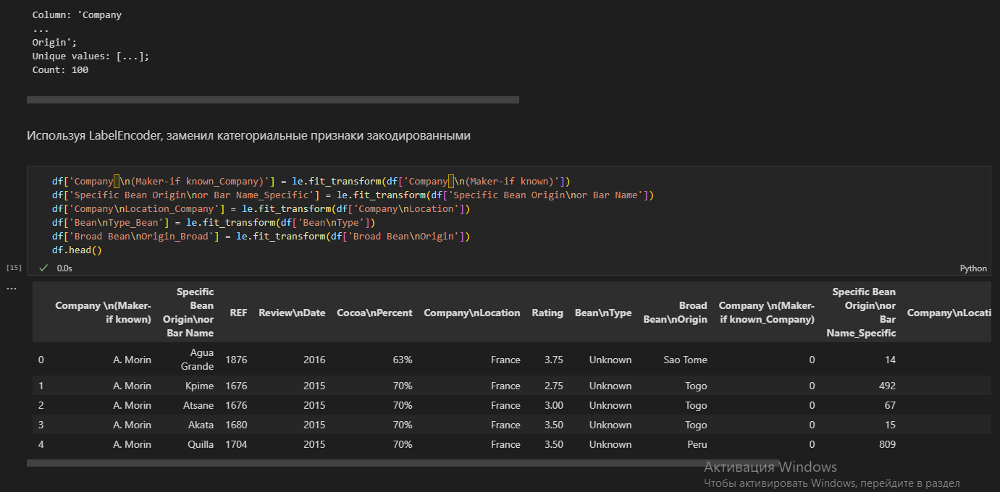 Column: 'Company
...
Origin';
Unique values: [...];
Count: 100
Используя LabelEncoder, заменил категориальные признаки закодированными
df['Company \n(Maker-if known_Company)'] = le.fit_transform(df['Company \n(Maker-if known)'])
df['Specific Bean Origin\nor Bar Name_Specific'] = le.fit_transform(df['Specific Bean Origin\nor Bar Name'])
df['Company\nLocation_Company'] = le.fit_transform(df['Company\nLocation'])
df['Bean\nType_Bean'] = le.fit_transform(df['Bean\nType'])
df['Broad Bean\nOrigin_Broad'] = le.fit_transform(df['Broad Bean\nOrigin'])
df.head()
[15] 0.0s Python
...
Company \n(Maker-
if known)
Specific
Bean
Origin\nor
Bar Name
REF
Review\nDate
Cocoa\nPercent
Company\nLocation
Rating
Bean\nType
Broad
Bean\nOrigin
Company \n(Maker-
if known_Company)
Specific Bean
Origin\nor
Bar
Name_Specific
Company\nLocati
0 A. Morin Agua
Grande 1876 2016 63% France 3.75 Unknown Sao Tome 0 14
1 A. Morin Kpime 1676 2015 70% France 2.75 Unknown Togo 0 492
2 A. Morin Atsane 1676 2015 70% France 3.00 Unknown Togo 0 67
3 A. Morin Akata 1680 2015 70% France 3.50 Unknown Togo 0 15
4 A. Morin Quilla 1704 2015 70% France 3.50 Unknown Peru 0 809
Активация Windows
Чтобы активировать Windows, перейдите в раздел